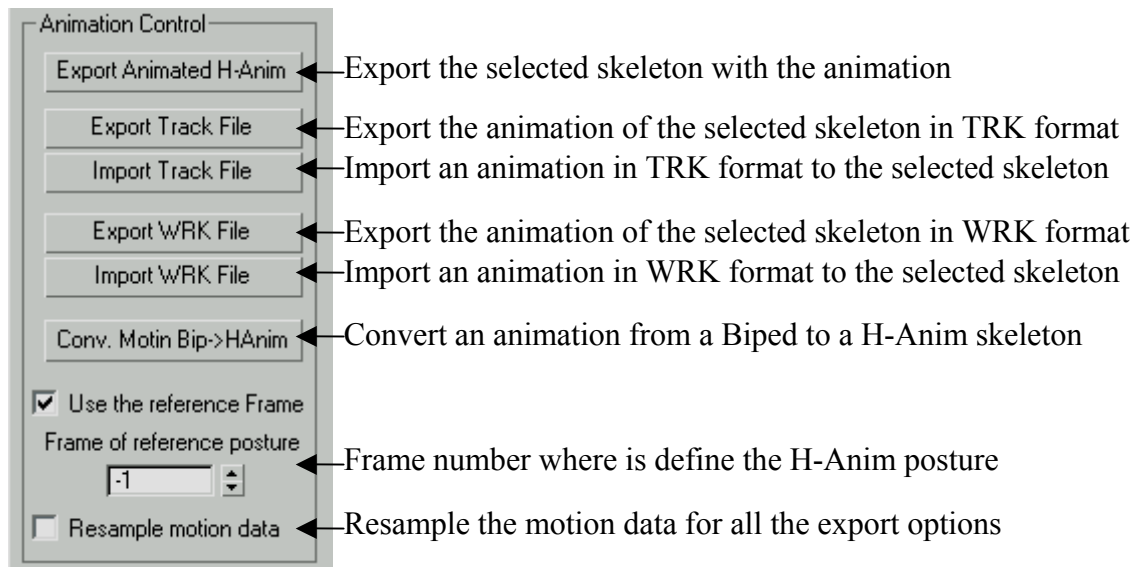 Animation Control
Export Animated H-Anim
Export the selected skeleton with the animation
Export Track File
Export the animation of the selected skeleton in TRK format
Import Track File
Import an animation in TRK format to the selected skeleton
Export WRK File
Export the animation of the selected skeleton in WRK format
Import WRK File
Import an animation in WRK format to the selected skeleton
Conv. Motin Bip->HAnim
Convert an animation from a Biped to a H-Anim skeleton
Use the reference Frame
Frame of reference posture
-1
Frame number where is define the H-Anim posture
Resample motion data
Resample the motion data for all the export options